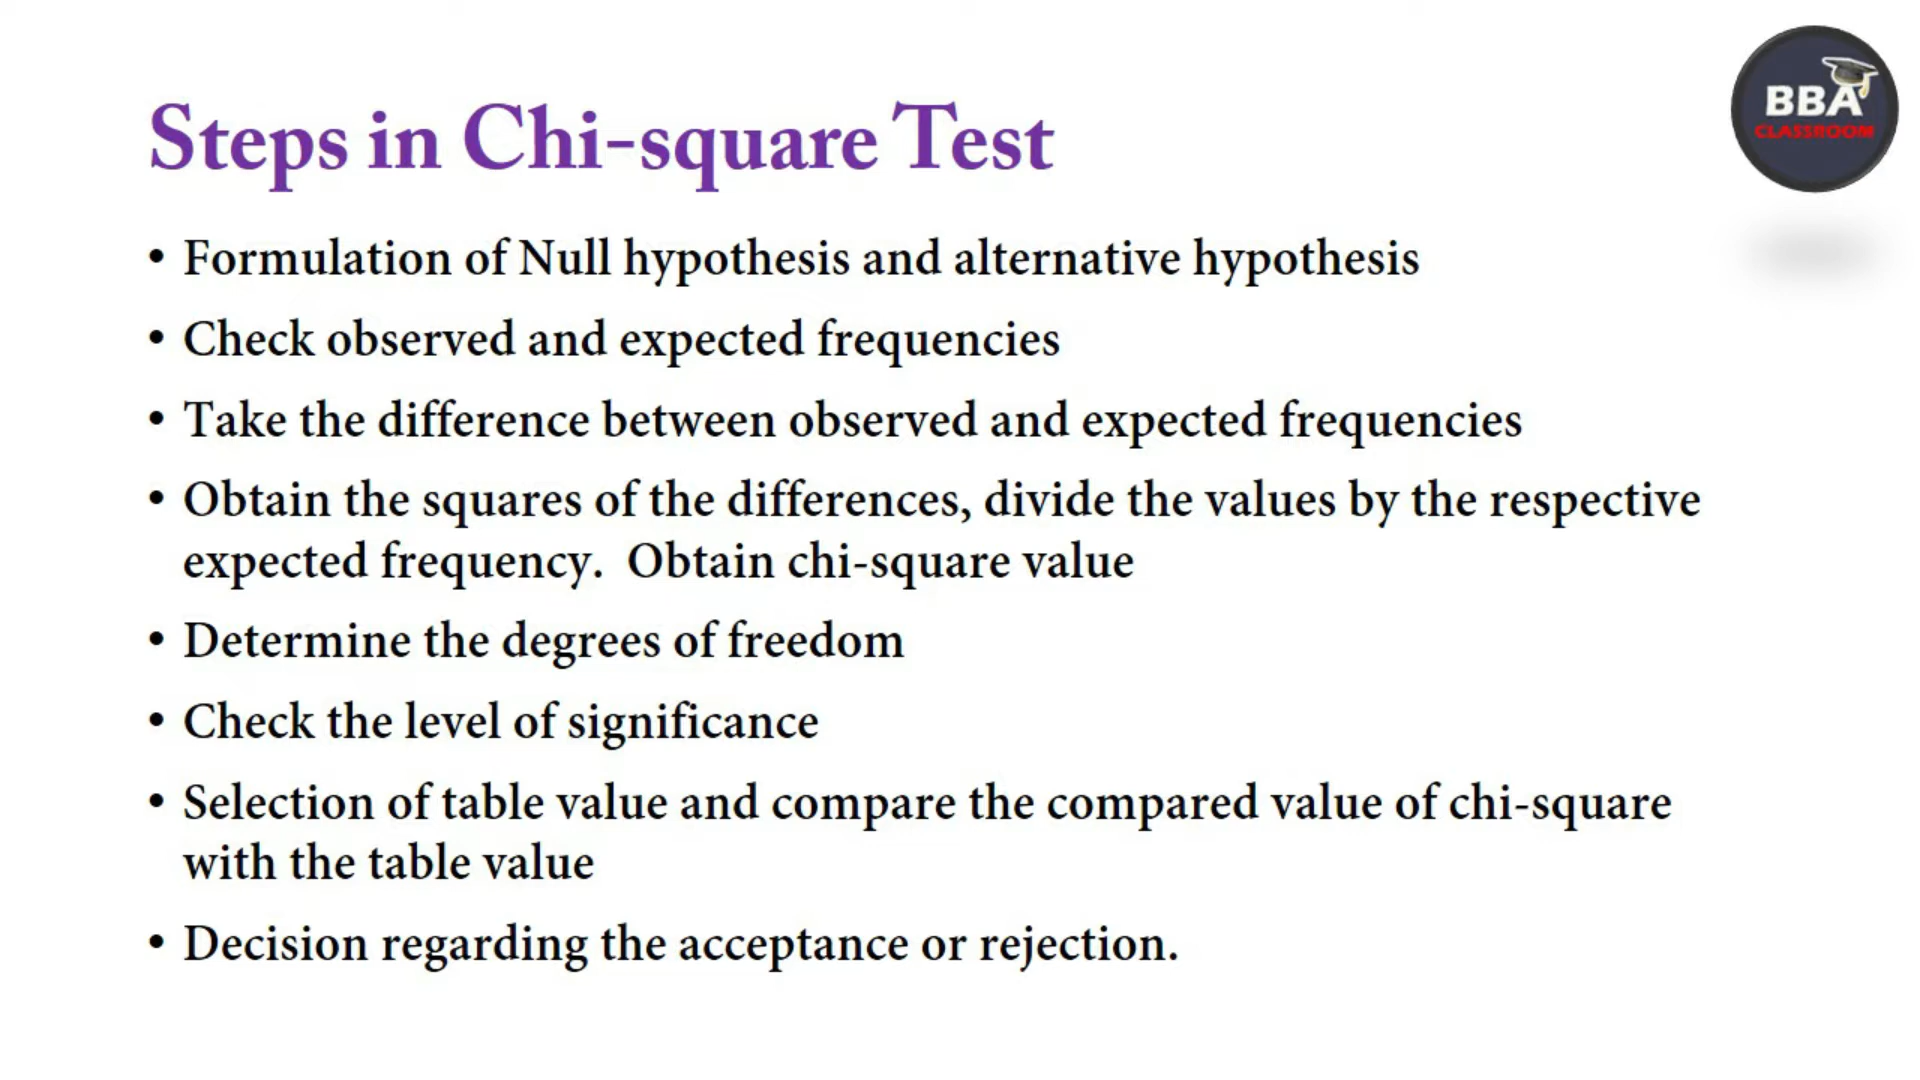 BBA
CLASSROOM
Steps in Chi-square Test
• Formulation of Null hypothesis and alternative hypothesis
• Check observed and expected frequencies
• Take the difference between observed and expected frequencies
• Obtain the squares of the differences, divide the values by the respective
expected frequency.  Obtain chi-square value
• Determine the degrees of freedom
• Check the level of significance
• Selection of table value and compare the compared value of chi-square
with the table value
• Decision regarding the acceptance or rejection.